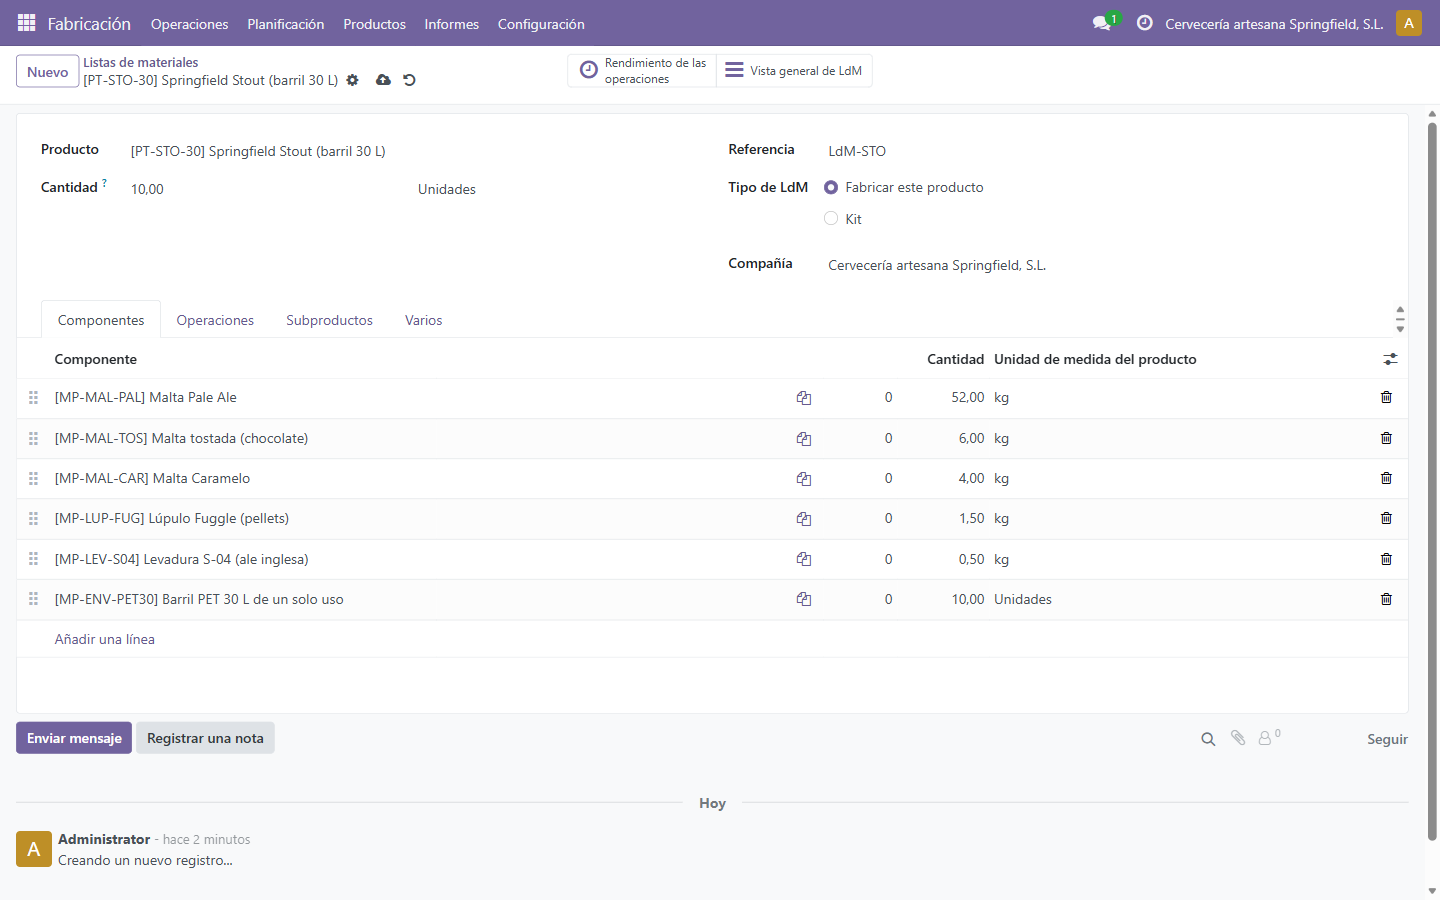 Fabricación
Operaciones
Planificación
Productos
Informes
Configuración
1
Cervecería artesana Springfield, S.L.
A
Nuevo
Listas de materiales
[PT-STO-30] Springfield Stout (barril 30 L)
Rendimiento de las
operaciones
Vista general de LdM
Producto
[PT-STO-30] Springfield Stout (barril 30 L)
Cantidad ?
10,00
Unidades
Referencia
LdM-STO
Tipo de LdM
Fabricar este producto
Kit
Compañía
Cervecería artesana Springfield, S.L.
Componentes
Operaciones
Subproductos
Varios
Componente Cantidad Unidad de medida del producto
[MP-MAL-PAL] Malta Pale Ale 0 52,00 kg
[MP-MAL-TOS] Malta tostada (chocolate) 0 6,00 kg
[MP-MAL-CAR] Malta Caramelo 0 4,00 kg
[MP-LUP-FUG] Lúpulo Fuggle (pellets) 0 1,50 kg
[MP-LEV-S04] Levadura S-04 (ale inglesa) 0 0,50 kg
[MP-ENV-PET30] Barril PET 30 L de un solo uso 0 10,00 Unidades
Añadir una línea
Enviar mensaje
Registrar una nota
0
Seguir
Hoy
A
Administrator - hace 2 minutos
Creando un nuevo registro...